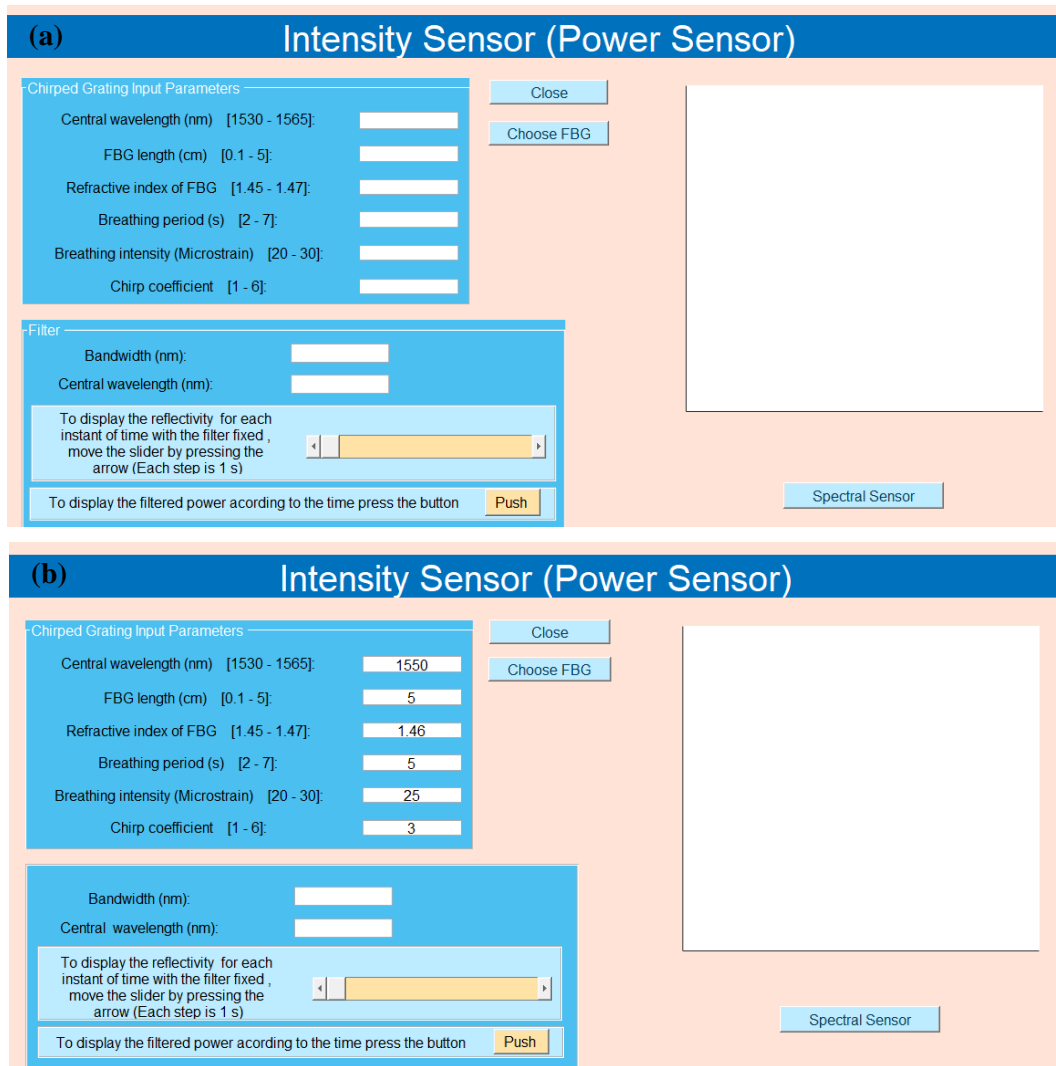 (a)
Intensity Sensor (Power Sensor)
Chirped Grating Input Parameters
Central wavelength (nm) [1530 - 1565]:
FBG length (cm) [0.1 - 5]:
Refractive index of FBG [1.45 - 1.47]:
Breathing period (s) [2 - 7]:
Breathing intensity (Microstrain) [20 - 30]:
Chirp coefficient [1 - 6]:
Close
Choose FBG
Filter
Bandwidth (nm):
Central wavelength (nm):
To display the reflectivity for each
instant of time with the filter fixed ,
move the slider by pressing the
arrow (Each step is 1 s)
To display the filtered power acording to the time press the button
Push
Spectral Sensor
(b)
Intensity Sensor (Power Sensor)
Chirped Grating Input Parameters
Central wavelength (nm) [1530 - 1565]: 1550
FBG length (cm) [0.1 - 5]: 5
Refractive index of FBG [1.45 - 1.47]: 1.46
Breathing period (s) [2 - 7]: 5
Breathing intensity (Microstrain) [20 - 30]: 25
Chirp coefficient [1 - 6]: 3
Close
Choose FBG
Bandwidth (nm):
Central wavelength (nm):
To display the reflectivity for each
instant of time with the filter fixed ,
move the slider by pressing the
arrow (Each step is 1 s)
To display the filtered power acording to the time press the button
Push
Spectral Sensor